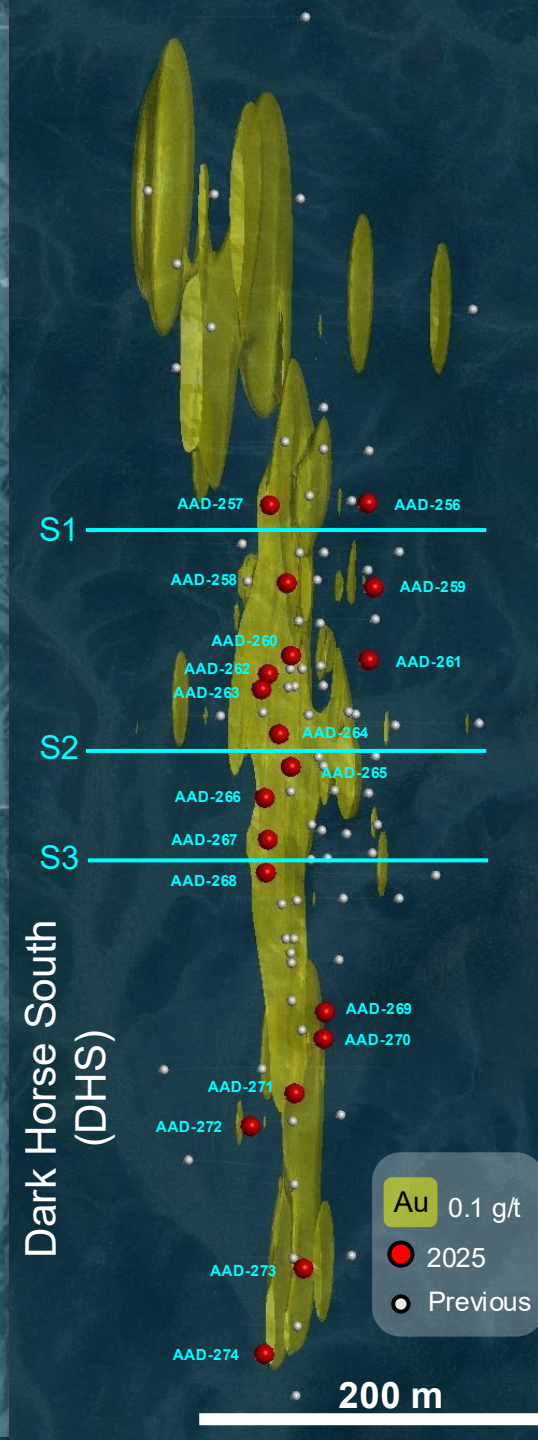 AAD-257
AAD-256
S1
AAD-258
AAD-259
AAD-260
AAD-261
AAD-262
AAD-263
AAD-264
S2
AAD-265
AAD-266
AAD-267
S3
AAD-268
Dark Horse South
(DHS)
AAD-269
AAD-270
AAD-271
AAD-272
Au 0.1 g/t
2025
AAD-273
Previous
AAD-274
200 m